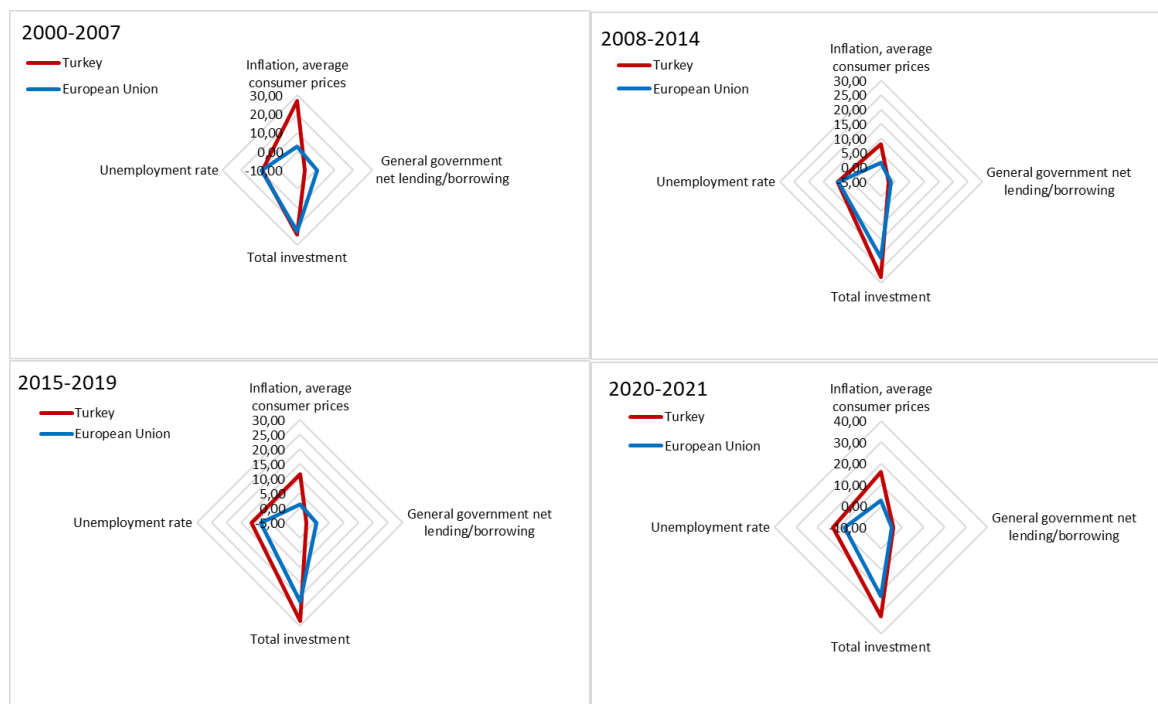 2000-2007
Turkey
European Union
Inflation, average
consumer prices
30,00
20,00
10,00
0,00
-10,00
Unemployment rate
General government
net lending/borrowing
Total investment
2008-2014
Turkey
European Union
Inflation, average
consumer prices
30,00
25,00
20,00
15,00
10,00
5,00
0,00
-5,00
Unemployment rate
General government net
lending/borrowing
Total investment
2015-2019
Turkey
European Union
Inflation, average
consumer prices
30,00
25,00
20,00
15,00
10,00
5,00
0,00
-5,00
Unemployment rate
General government net
lending/borrowing
Total investment
2020-2021
Turkey
European Union
Inflation, average
consumer prices
40,00
30,00
20,00
10,00
0,00
-10,00
Unemployment rate
General government net
lending/borrowing
Total investment